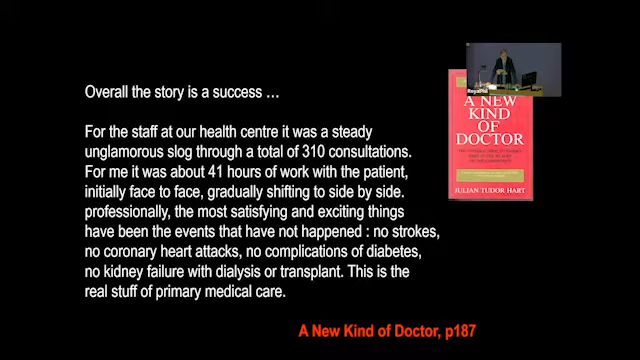 Overall the story is a success ...
For the staff at our health centre it was a steady
unglamorous slog through a total of 310 consultations.
For me it was about 41 hours of work with the patient,
initially face to face, gradually shifting to side by side.
professionally, the most satisfying and exciting things
have been the events that have not happened : no strokes,
no coronary heart attacks, no complications of diabetes,
no kidney failure with dialysis or transplant. This is the
real stuff of primary medical care.
A New Kind of Doctor, p187
RoyalPhil
A NEW
KIND
OF
DOCTOR
JULIAN TUDOR HART